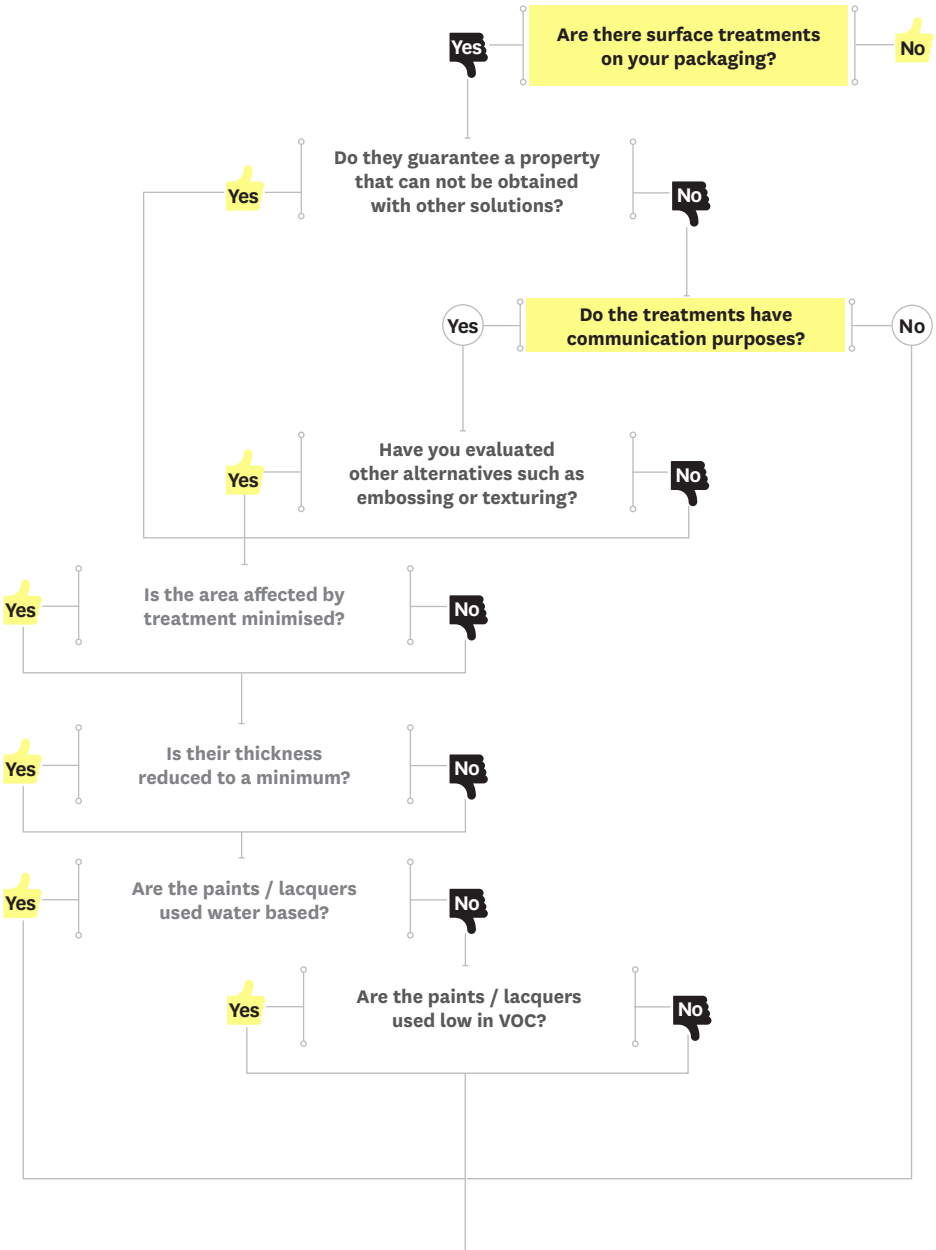 Are there surface treatments
on your packaging?
Yes
No
Do they guarantee a property
that can not be obtained
with other solutions?
Yes
No
Do the treatments have
communication purposes?
Yes
No
Have you evaluated
other alternatives such as
embossing or texturing?
Yes
No
Is the area affected by
treatment minimised?
Yes
No
Is their thickness
reduced to a minimum?
Yes
No
Are the paints / lacquers
used water based?
Yes
No
Are the paints / lacquers
used low in VOC?
Yes
No